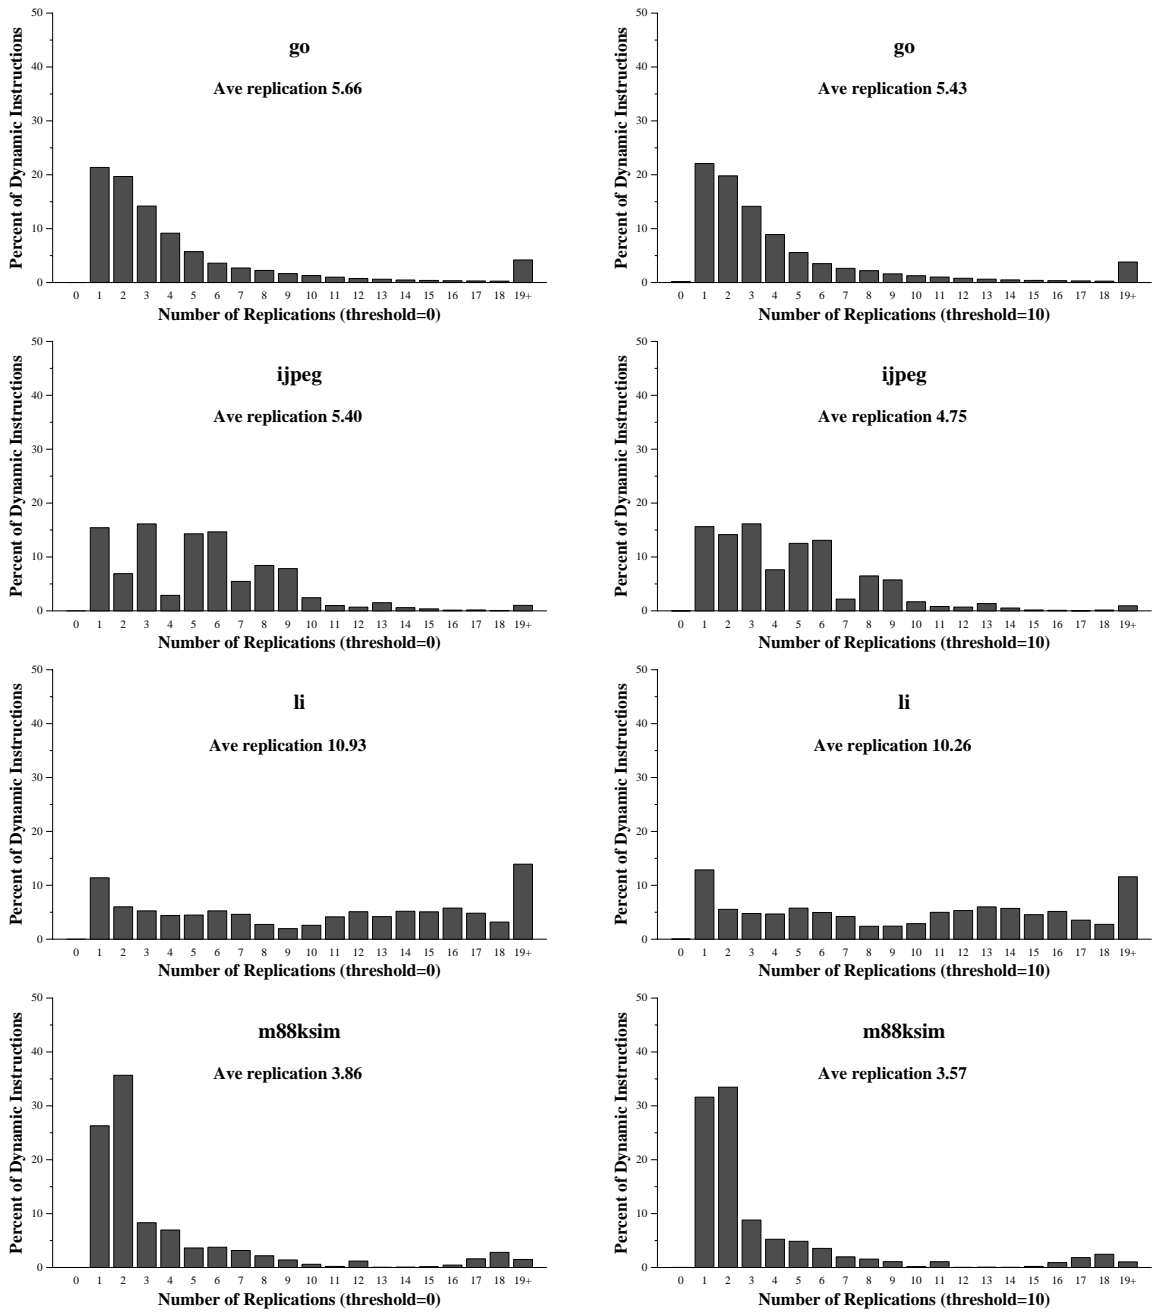 50
40
30
20
10
0
Percent of Dynamic Instructions
go
Ave replication 5.66
0 1 2 3 4 5 6 7 8 9 10 11 12 13 14 15 16 17 18 19+
Number of Replications (threshold=0)
50
40
30
20
10
0
Percent of Dynamic Instructions
go
Ave replication 5.43
0 1 2 3 4 5 6 7 8 9 10 11 12 13 14 15 16 17 18 19+
Number of Replications (threshold=10)
50
40
30
20
10
0
Percent of Dynamic Instructions
ijpeg
Ave replication 5.40
0 1 2 3 4 5 6 7 8 9 10 11 12 13 14 15 16 17 18 19+
Number of Replications (threshold=0)
50
40
30
20
10
0
Percent of Dynamic Instructions
ijpeg
Ave replication 4.75
0 1 2 3 4 5 6 7 8 9 10 11 12 13 14 15 16 17 18 19+
Number of Replications (threshold=10)
50
40
30
20
10
0
Percent of Dynamic Instructions
li
Ave replication 10.93
0 1 2 3 4 5 6 7 8 9 10 11 12 13 14 15 16 17 18 19+
Number of Replications (threshold=0)
50
40
30
20
10
0
Percent of Dynamic Instructions
li
Ave replication 10.26
0 1 2 3 4 5 6 7 8 9 10 11 12 13 14 15 16 17 18 19+
Number of Replications (threshold=10)
50
40
30
20
10
0
Percent of Dynamic Instructions
m88ksim
Ave replication 3.86
0 1 2 3 4 5 6 7 8 9 10 11 12 13 14 15 16 17 18 19+
Number of Replications (threshold=0)
50
40
30
20
10
0
Percent of Dynamic Instructions
m88ksim
Ave replication 3.57
0 1 2 3 4 5 6 7 8 9 10 11 12 13 14 15 16 17 18 19+
Number of Replications (threshold=10)